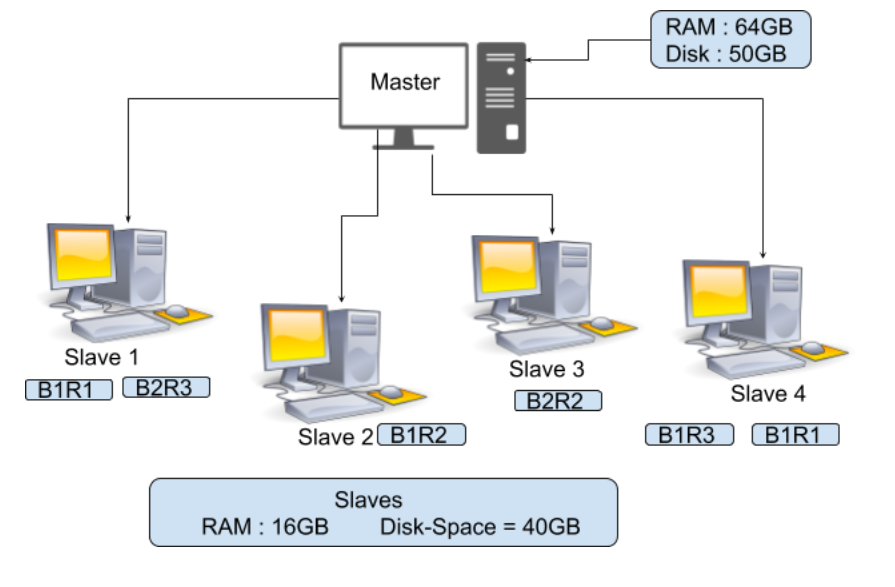 RAM : 64GB
Disk : 50GB
Master
Slave 1
B1R1 B2R3
Slave 2 B1R2
Slave 3
B2R2
Slave 4
B1R3 B1R1
Slaves
RAM : 16GB Disk-Space = 40GB